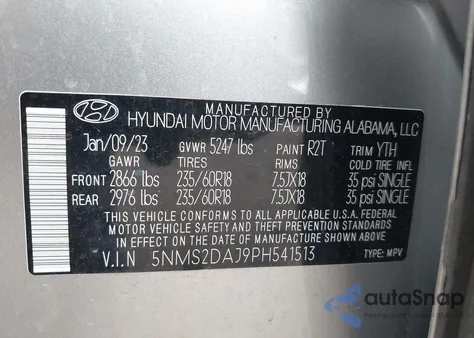 MANUFACTURED BY
HYUNDAI MOTOR MANUFACTURING ALABAMA, LLC
Jan/09/23 GVWR 5247 lbs PAINT R2T TRIM YTH
GAWR TIRES RIMS COLD TIRE INFL
FRONT 2866 lbs 235/60R18 7.5JX18 35 psi SINGLE
REAR 2976 lbs 235/60R18 7.5JX18 35 psi SINGLE
THIS VEHICLE CONFORMS TO ALL APPLICABLE U.S. FEDERAL
MOTOR VEHICLE SAFETY AND THEFT PREVENTION STANDARDS
IN EFFECT ON THE DATE OF MANUFACTURE SHOWN ABOVE.
V.I.N 5NMS2DAJ9PH541513 TYPE: MPV
autoSnap